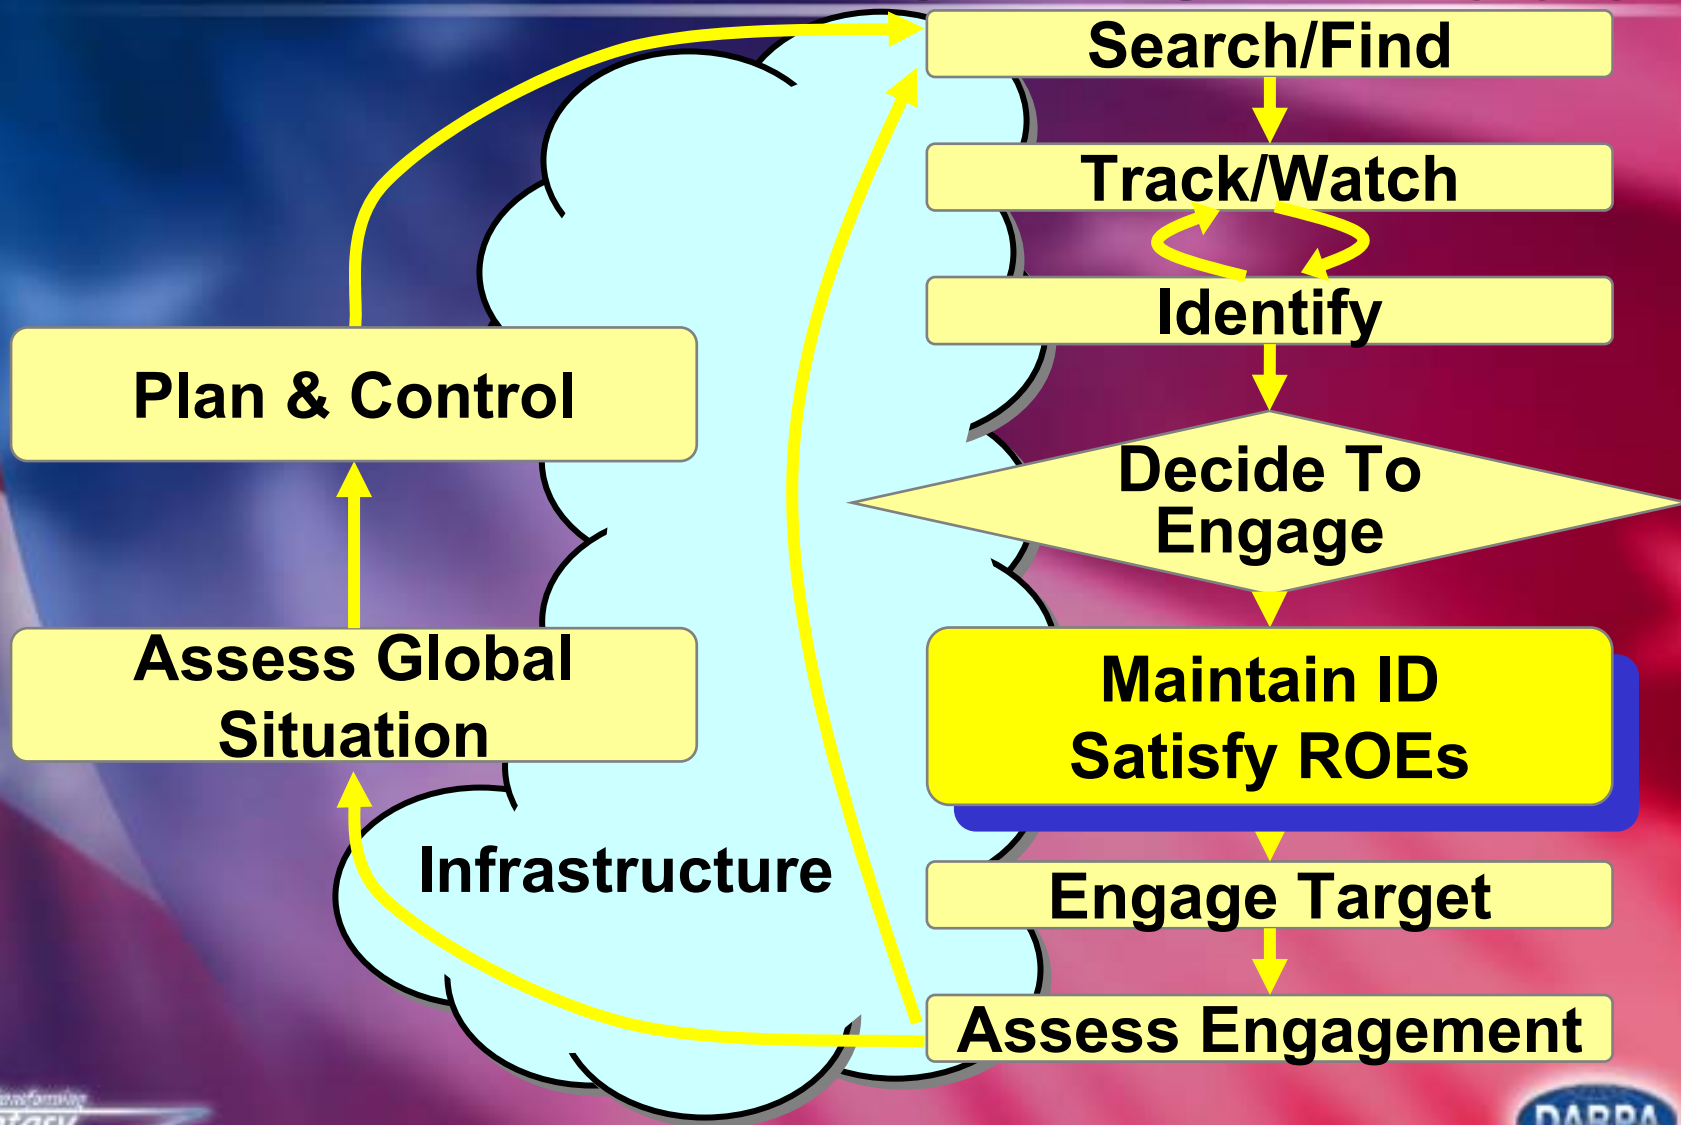 Search/Find
Track/Watch
Identify
Plan & Control
Decide To
Engage
Assess Global
Situation
Maintain ID
Satisfy ROEs
Infrastructure
Engage Target
Assess Engagement
DARPA